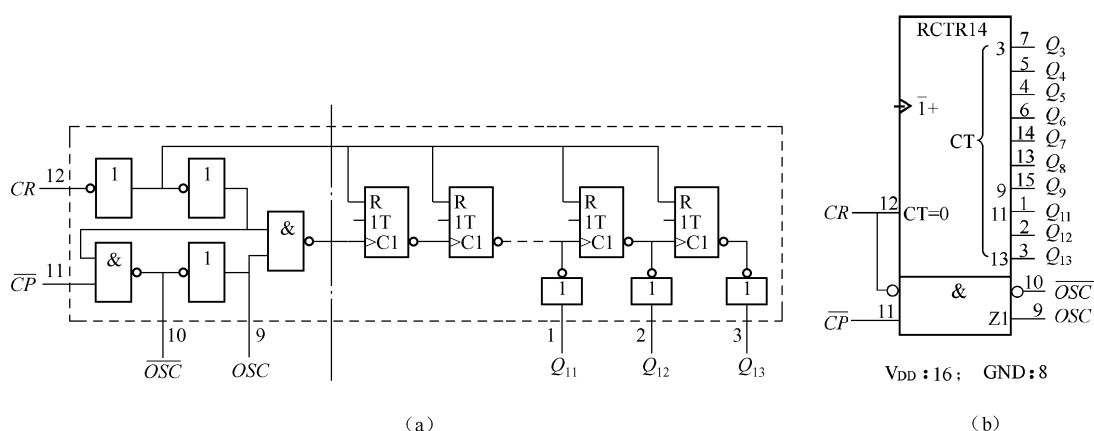 CR 12 1 1
R R R R
1T 1T 1T 1T
C1 C1 C1 C1
&
CP̅ 11 & 1
1 1 1
10 9 1 2 3
O̅S̅C̅ OSC Q₁₁ Q₁₂ Q₁₃
(a)
RCTR14
3 7 Q₃
5 Q₄
4 Q₅
1̅+ 6 Q₆
CT 14 Q₇
13 Q₈
9 15 Q₉
CR 12 CT=0 11 1 Q₁₁
2 Q₁₂
13 3 Q₁₃
& 10 O̅S̅C̅
CP̅ 11 Z1 9 OSC
VDD：16； GND：8
(b)